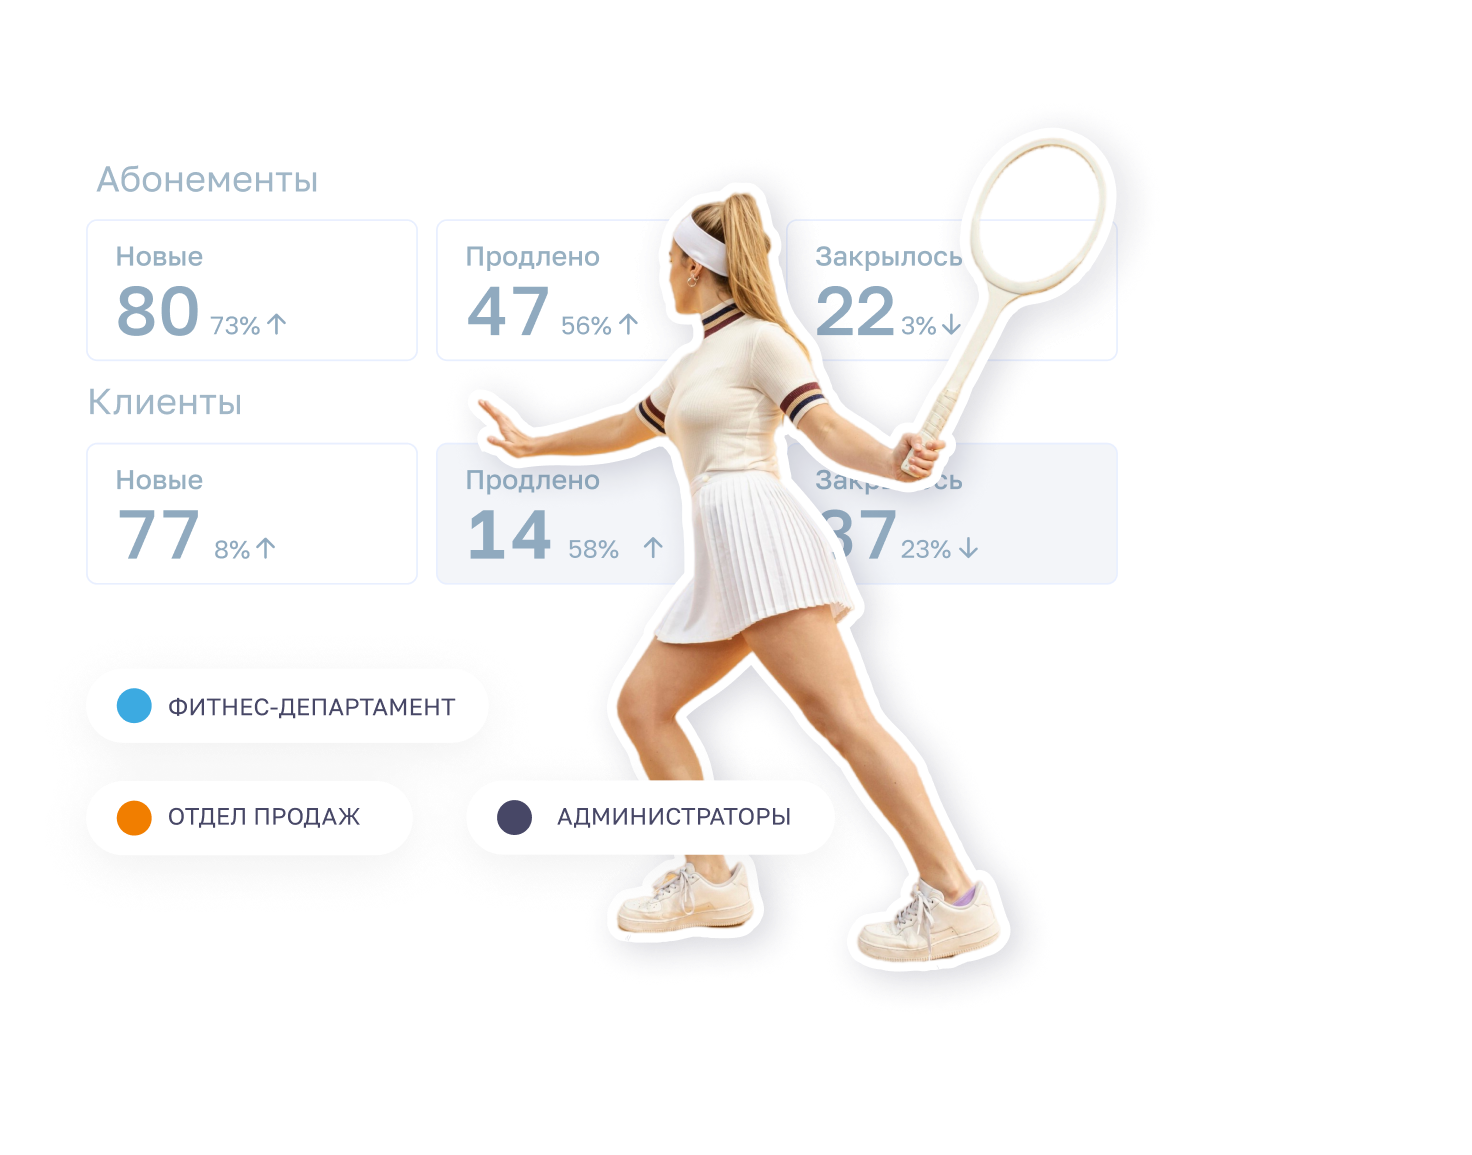 Абонементы
Новые
80 73% ↑
Продлено
47 56% ↑
Закрылось
22 3% ↓
Клиенты
Новые
77 8% ↑
Продлено
14 58% ↑
37 23% ↓
ФИТНЕС-ДЕПАРТАМЕНТ
ОТДЕЛ ПРОДАЖ
АДМИНИСТРАТОРЫ